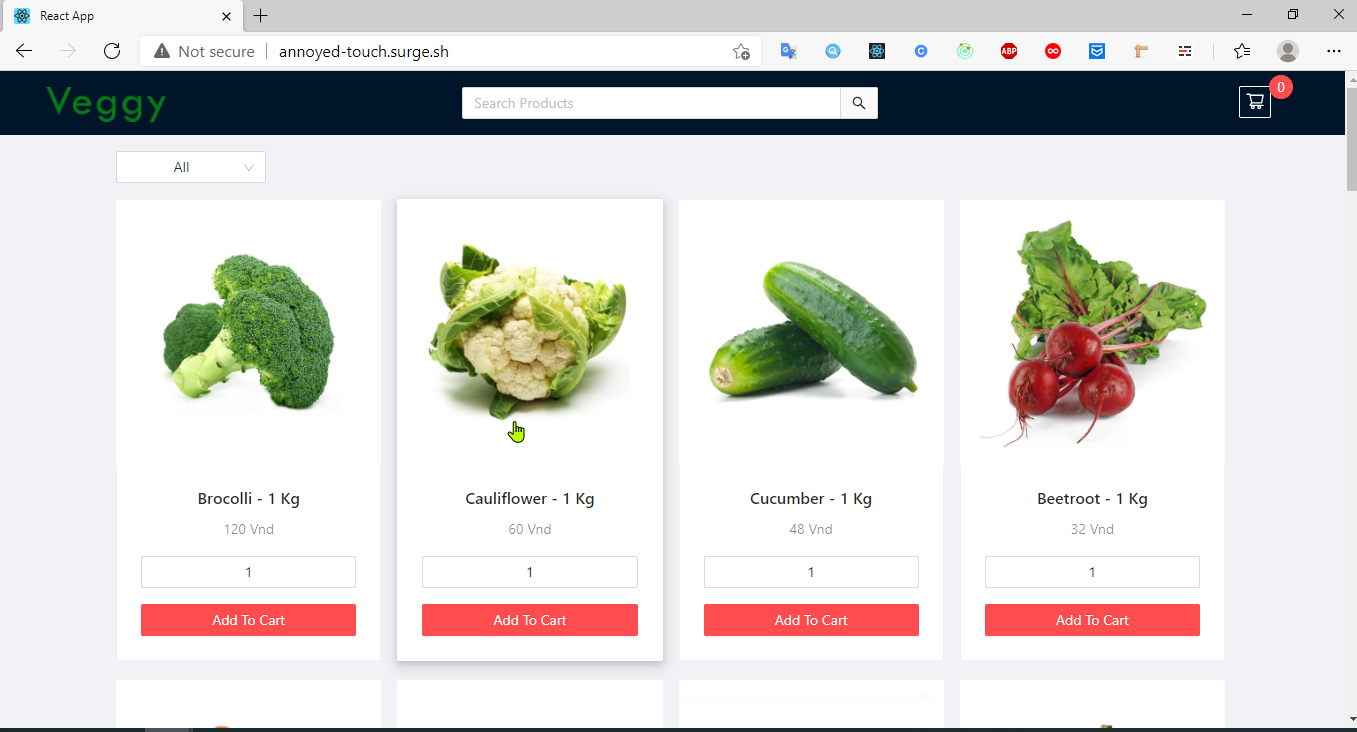 React App
Not secure
annoyed-touch.surge.sh
ABP
Veggy
Search Products
0
All
Brocolli - 1 Kg
120 Vnd
1
Add To Cart
Cauliflower - 1 Kg
60 Vnd
1
Add To Cart
Cucumber - 1 Kg
48 Vnd
1
Add To Cart
Beetroot - 1 Kg
32 Vnd
1
Add To Cart